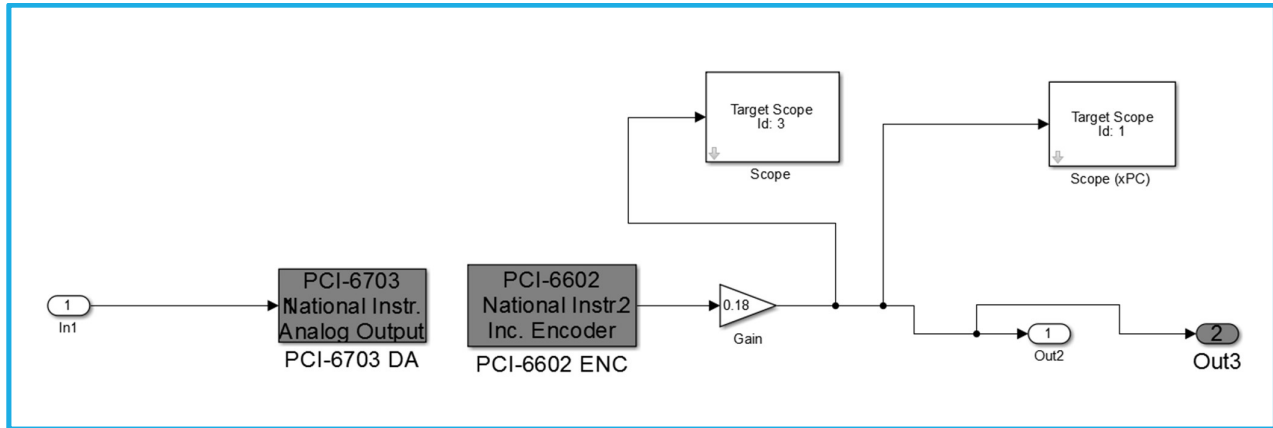 Target Scope
Id: 3
Scope
Target Scope
Id: 1
Scope (xPC)
1
In1
PCI-6703
National Instr.
Analog Output
PCI-6703 DA
PCI-6602
National Instr.2
Inc. Encoder
PCI-6602 ENC
0.18
Gain
1
Out2
2
Out3